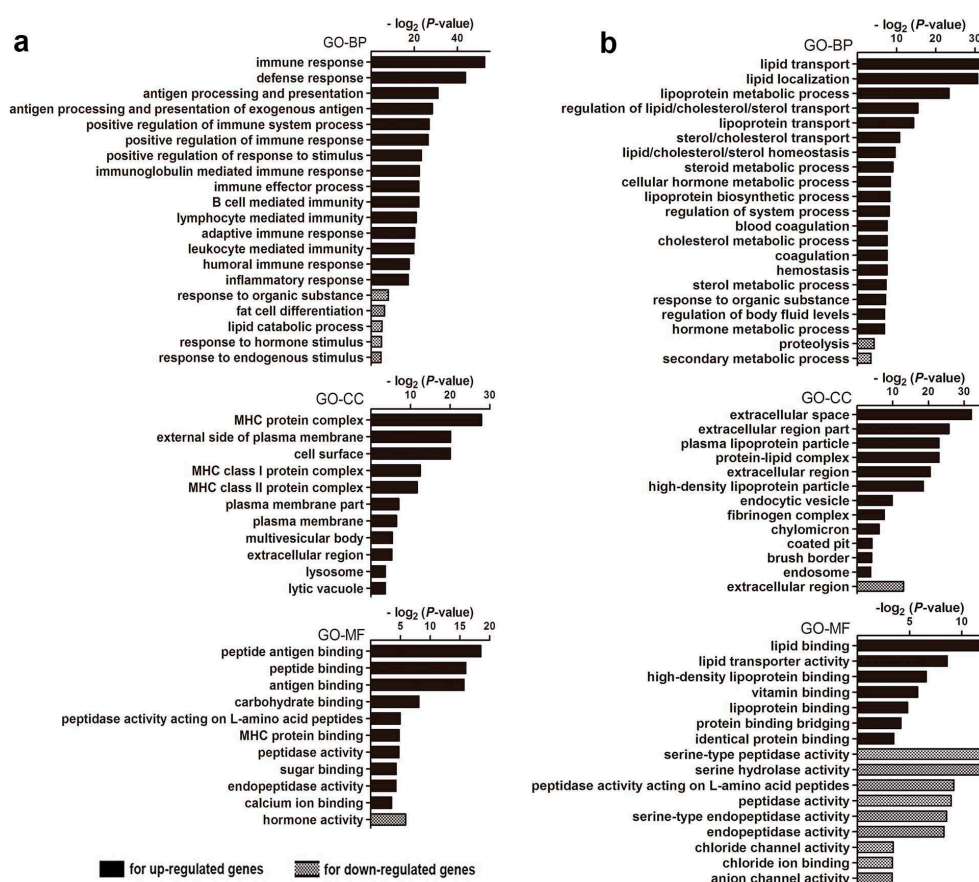 a
- log2 (P-value)
GO-BP
20 40
immune response
defense response
antigen processing and presentation
antigen processing and presentation of exogenous antigen
positive regulation of immune system process
positive regulation of immune response
positive regulation of response to stimulus
immunoglobulin mediated immune response
immune effector process
B cell mediated immunity
lymphocyte mediated immunity
adaptive immune response
leukocyte mediated immunity
humoral immune response
inflammatory response
response to organic substance
fat cell differentiation
lipid catabolic process
response to hormone stimulus
response to endogenous stimulus
- log2 (P-value)
GO-CC
10 20 30
MHC protein complex
external side of plasma membrane
cell surface
MHC class I protein complex
MHC class II protein complex
plasma membrane part
plasma membrane
multivesicular body
extracellular region
lysosome
lytic vacuole
- log2 (P-value)
GO-MF
5 10 15 20
peptide antigen binding
peptide binding
antigen binding
carbohydrate binding
peptidase activity acting on L-amino acid peptides
MHC protein binding
peptidase activity
sugar binding
endopeptidase activity
calcium ion binding
hormone activity
for up-regulated genes
for down-regulated genes
b
- log2 (P-value)
GO-BP
10 20 30
lipid transport
lipid localization
lipoprotein metabolic process
regulation of lipid/cholesterol/sterol transport
lipoprotein transport
sterol/cholesterol transport
lipid/cholesterol/sterol homeostasis
steroid metabolic process
cellular hormone metabolic process
lipoprotein biosynthetic process
regulation of system process
blood coagulation
cholesterol metabolic process
coagulation
hemostasis
sterol metabolic process
response to organic substance
regulation of body fluid levels
hormone metabolic process
proteolysis
secondary metabolic process
- log2 (P-value)
GO-CC
10 20 30
extracellular space
extracellular region part
plasma lipoprotein particle
protein-lipid complex
extracellular region
high-density lipoprotein particle
endocytic vesicle
fibrinogen complex
chylomicron
coated pit
brush border
endosome
extracellular region
-log2 (P-value)
GO-MF
5 10
lipid binding
lipid transporter activity
high-density lipoprotein binding
vitamin binding
lipoprotein binding
protein binding bridging
identical protein binding
serine-type peptidase activity
serine hydrolase activity
peptidase activity acting on L-amino acid peptides
peptidase activity
serine-type endopeptidase activity
endopeptidase activity
chloride channel activity
chloride ion binding
anion channel activity